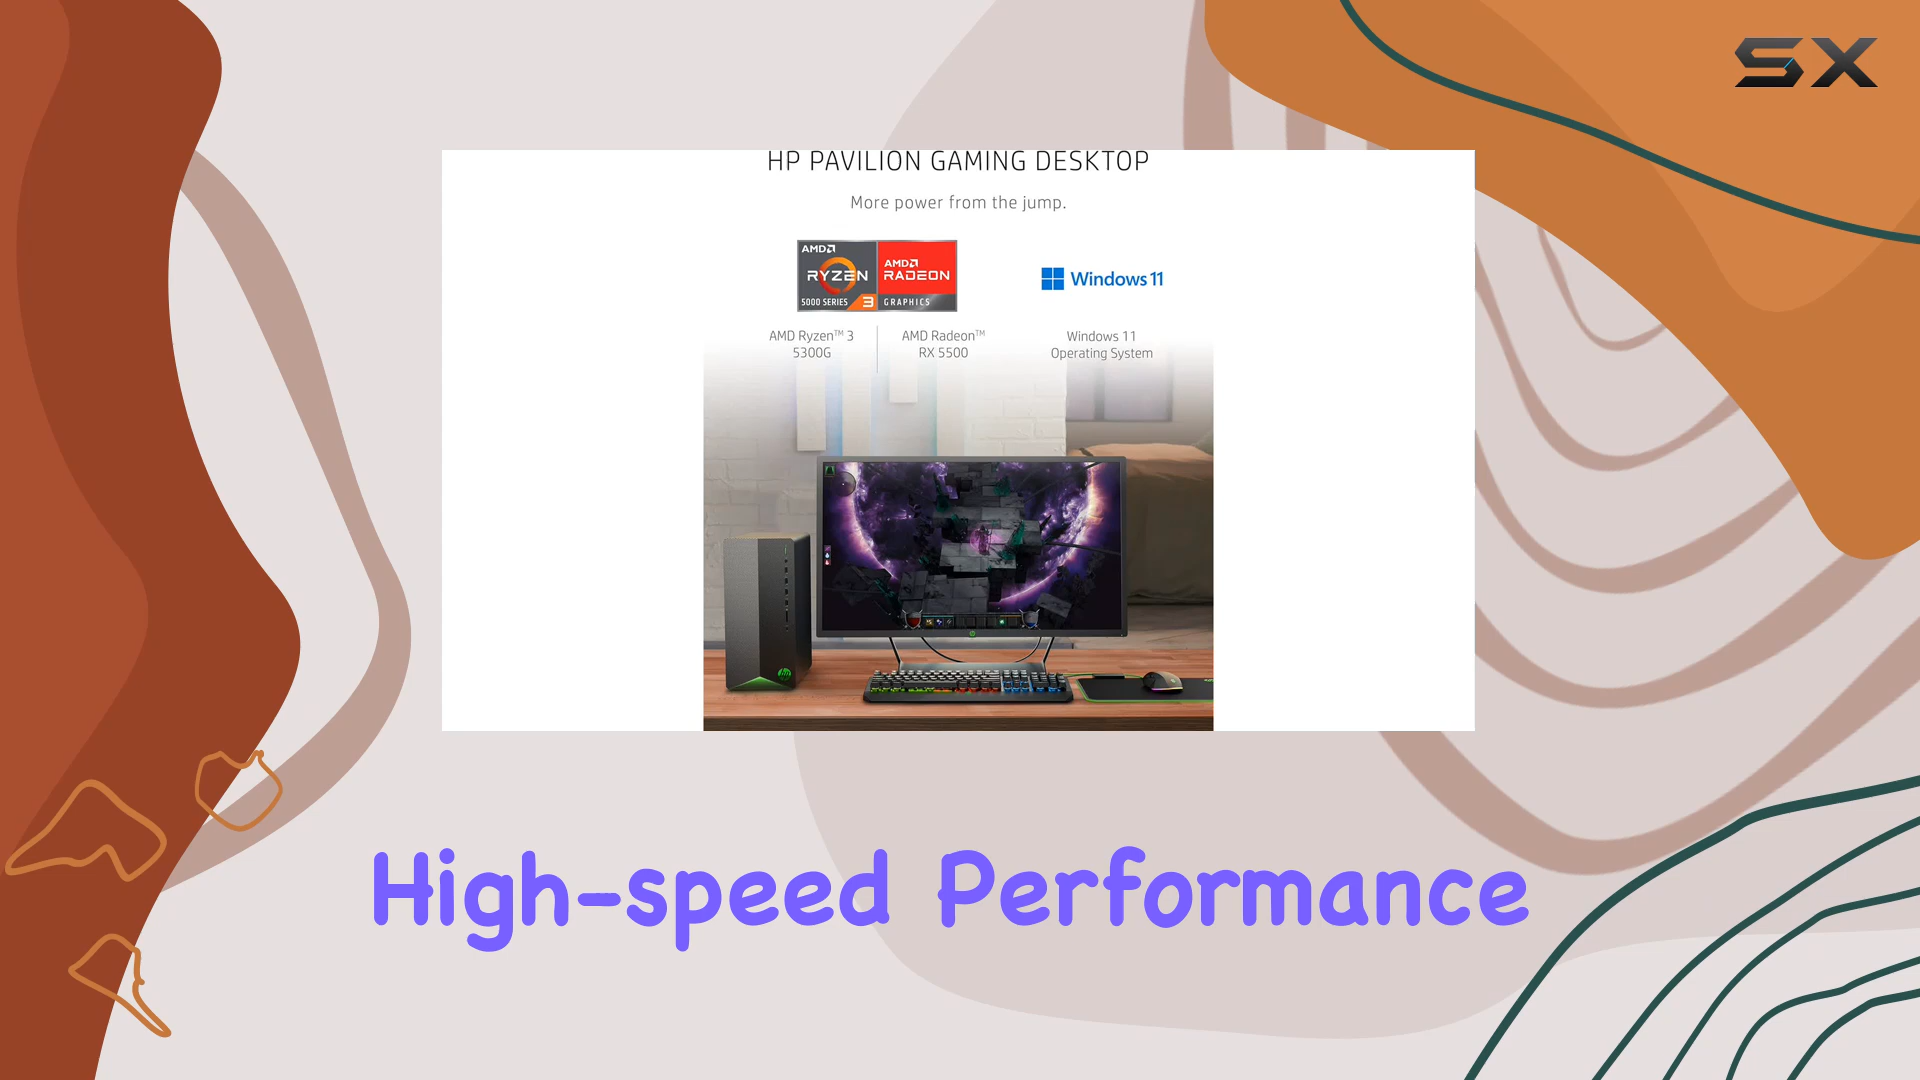 SX
HP PAVILION GAMING DESKTOP
More power from the jump.
AMD
RYZEN
5000 SERIES 3
AMD
RADEON
GRAPHICS
Windows 11
AMD Ryzen™ 3
5300G
AMD Radeon™
RX 5500
Windows 11
Operating System
hp
High-speed Performance